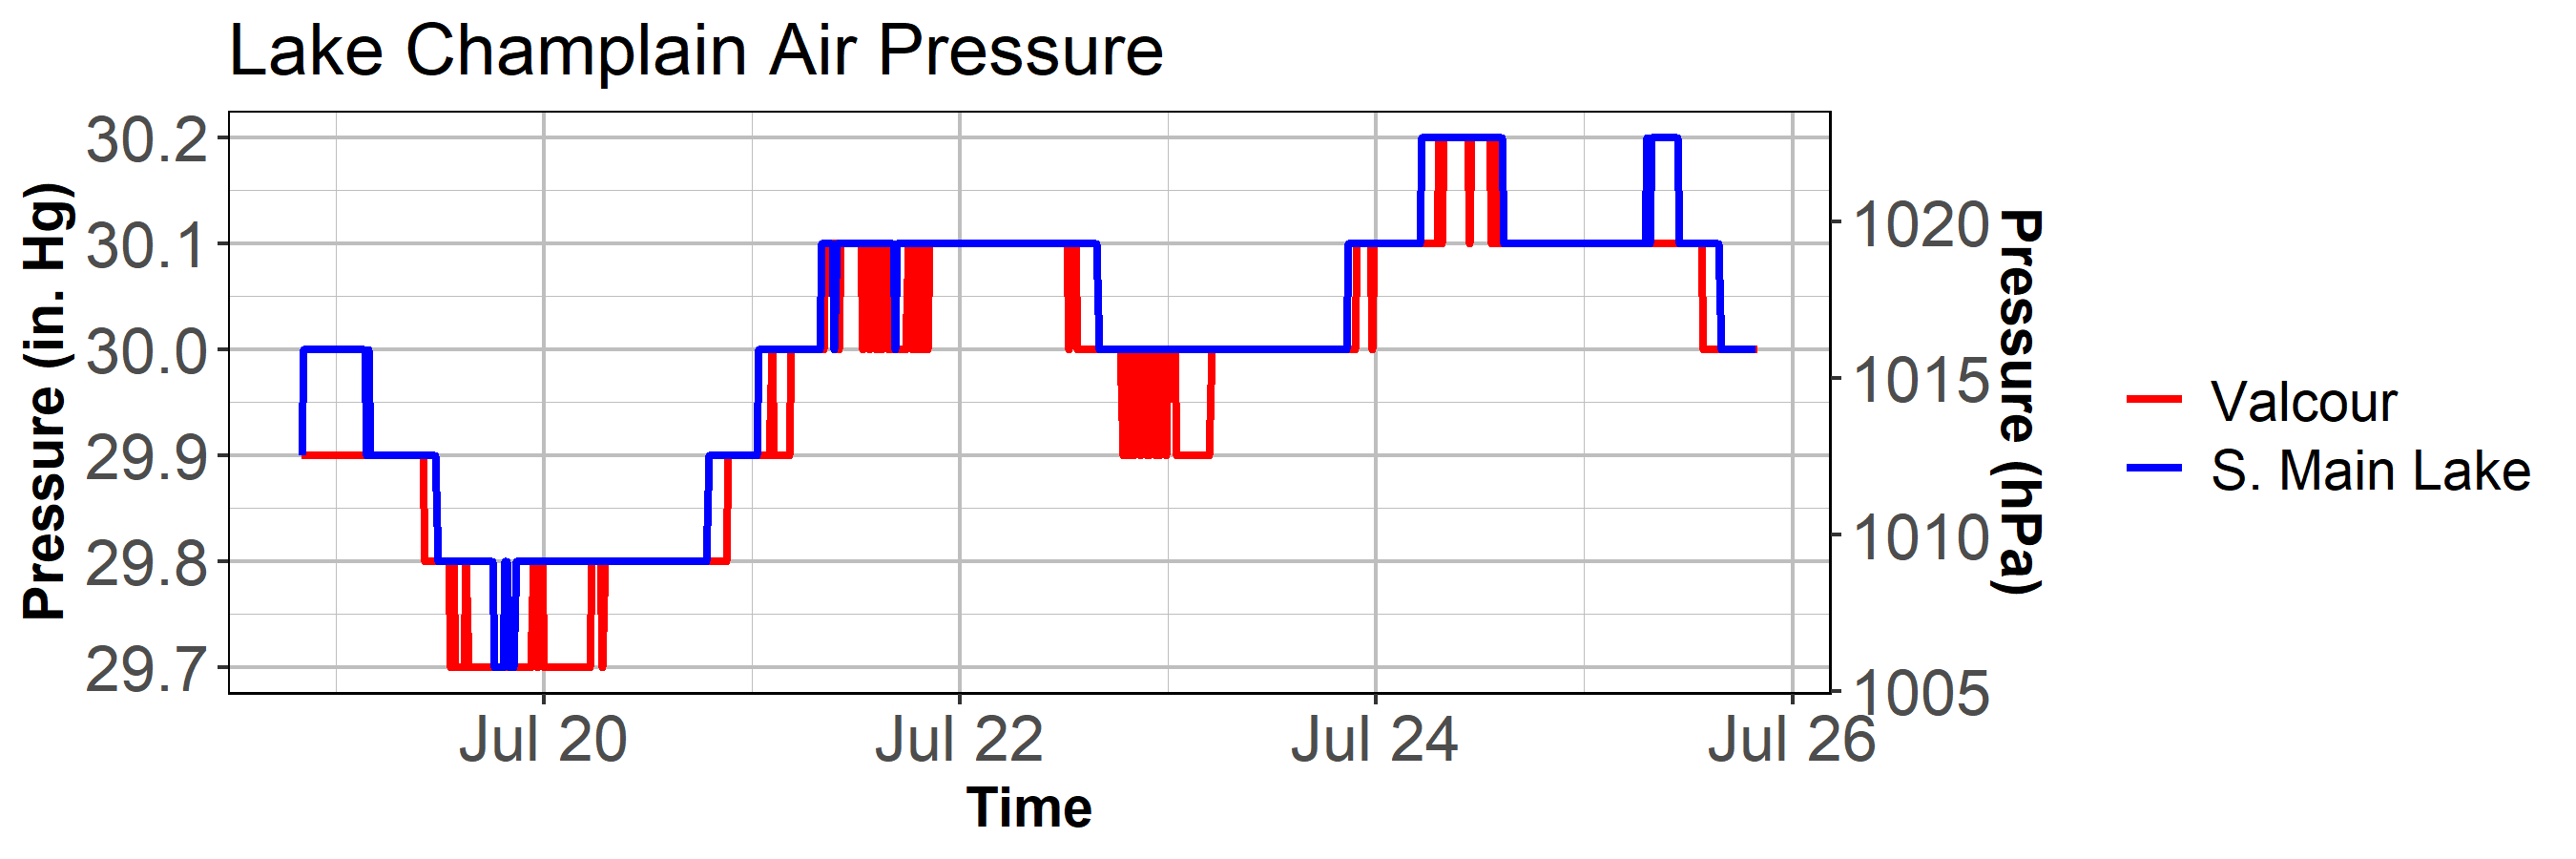 Lake Champlain Air Pressure
30.2
30.1
30.0
29.9
29.8
29.7
Pressure (in. Hg)
1020
1015
1010
1005
Pressure (hPa)
Jul 20
Jul 22
Jul 24
Jul 26
Time
Valcour
S. Main Lake